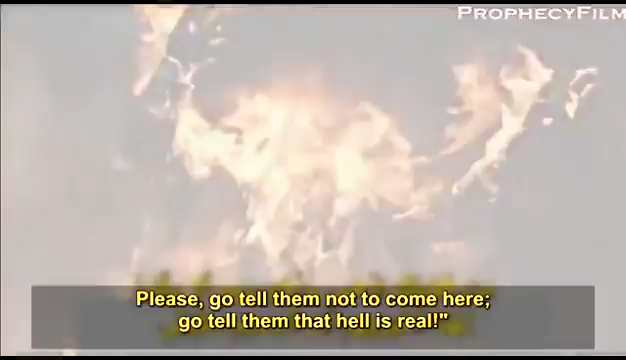 PROPHECYFILM
Please, go tell them not to come here;
go tell them that hell is real!"